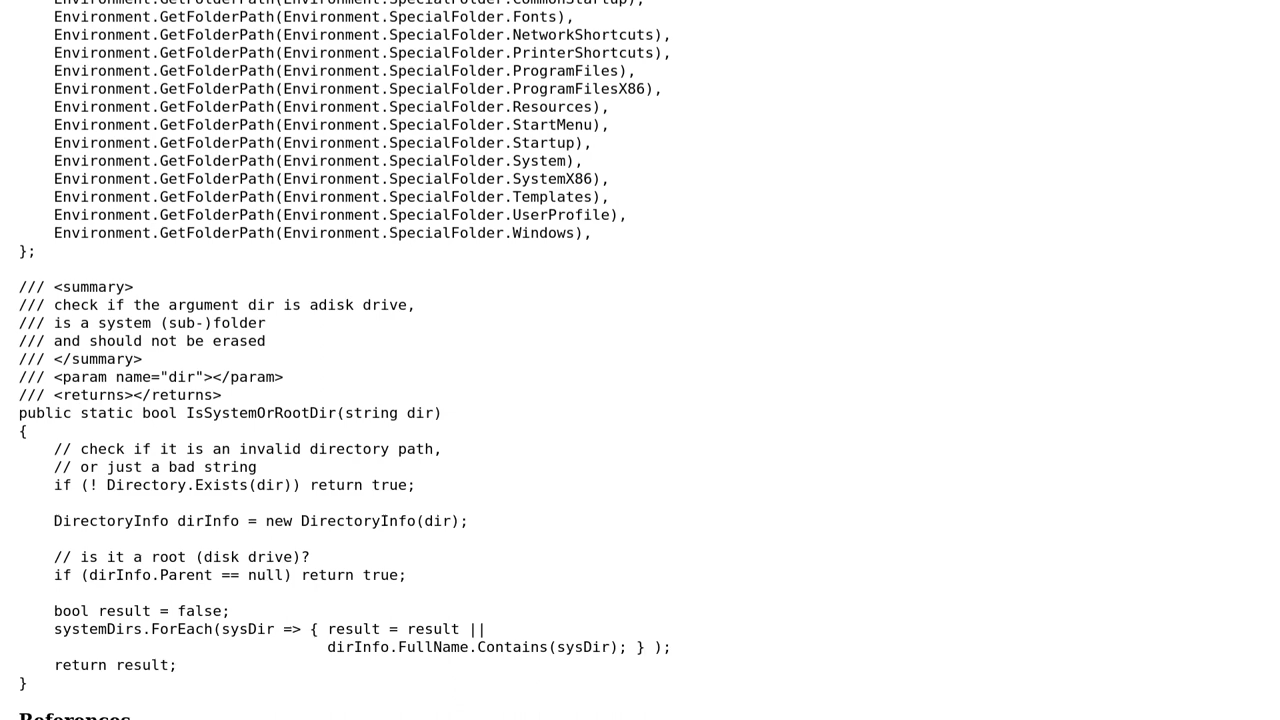 Environment.GetFolderPath(Environment.SpecialFolder.CommonStartup),
Environment.GetFolderPath(Environment.SpecialFolder.Fonts),
Environment.GetFolderPath(Environment.SpecialFolder.NetworkShortcuts),
Environment.GetFolderPath(Environment.SpecialFolder.PrinterShortcuts),
Environment.GetFolderPath(Environment.SpecialFolder.ProgramFiles),
Environment.GetFolderPath(Environment.SpecialFolder.ProgramFilesX86),
Environment.GetFolderPath(Environment.SpecialFolder.Resources),
Environment.GetFolderPath(Environment.SpecialFolder.StartMenu),
Environment.GetFolderPath(Environment.SpecialFolder.Startup),
Environment.GetFolderPath(Environment.SpecialFolder.System),
Environment.GetFolderPath(Environment.SpecialFolder.SystemX86),
Environment.GetFolderPath(Environment.SpecialFolder.Templates),
Environment.GetFolderPath(Environment.SpecialFolder.UserProfile),
Environment.GetFolderPath(Environment.SpecialFolder.Windows),
};
/// <summary>
/// check if the argument dir is adisk drive,
/// is a system (sub-)folder
/// and should not be erased
/// </summary>
/// <param name="dir"></param>
/// <returns></returns>
public static bool IsSystemOrRootDir(string dir)
{
// check if it is an invalid directory path,
// or just a bad string
if (! Directory.Exists(dir)) return true;
DirectoryInfo dirInfo = new DirectoryInfo(dir);
// is it a root (disk drive)?
if (dirInfo.Parent == null) return true;
bool result = false;
systemDirs.ForEach(sysDir => { result = result ||
dirInfo.FullName.Contains(sysDir); } );
return result;
}
References